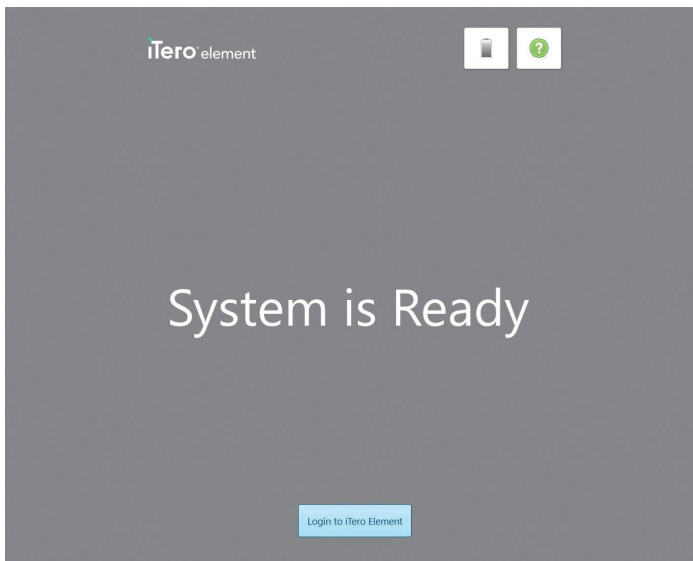 iTero element
?
System is Ready
Login to iTero Element